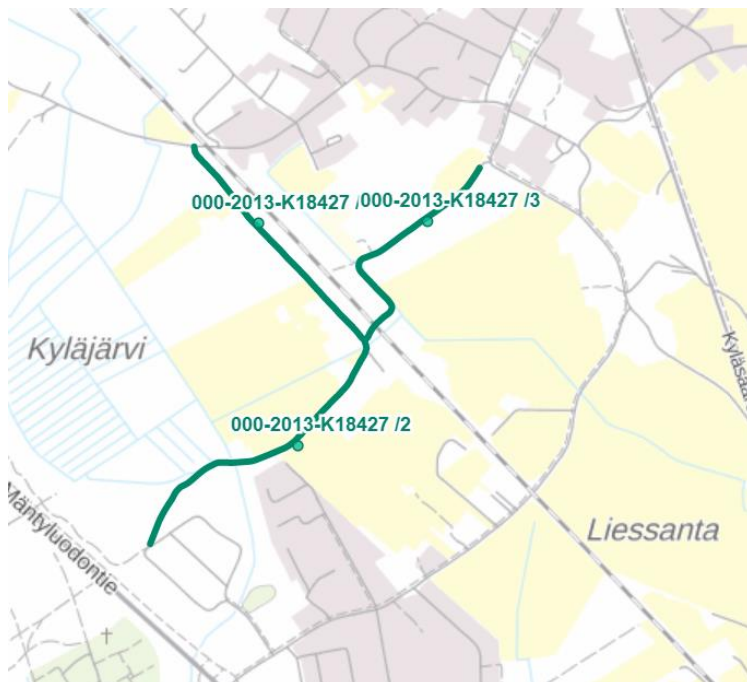 000-2013-K18427 /
000-2013-K18427 /3
Kyläjärvi
000-2013-K18427 /2
Mäntyluodontie
Liessanta